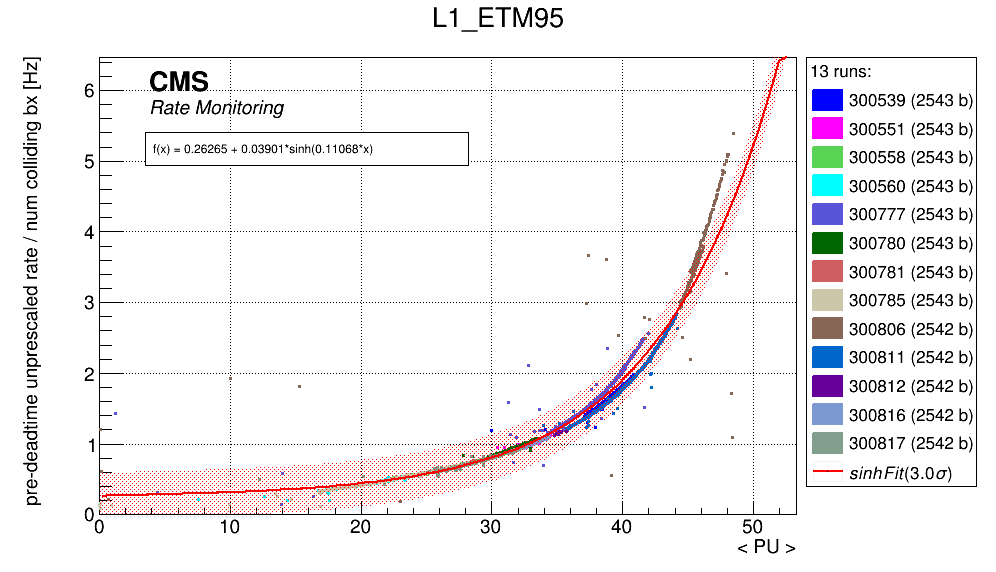 L1_ETM95
pre-deadtime unprescaled rate / num colliding bx [Hz]
CMS
Rate Monitoring
f(x) = 0.26265 + 0.03901*sinh(0.11068*x)
6
5
4
3
2
1
0
0 10 20 30 40 50
< PU >
13 runs:
300539 (2543 b)
300551 (2543 b)
300558 (2543 b)
300560 (2543 b)
300777 (2543 b)
300780 (2543 b)
300781 (2543 b)
300785 (2543 b)
300806 (2542 b)
300811 (2542 b)
300812 (2542 b)
300816 (2542 b)
300817 (2542 b)
sinhFit(3.0σ)